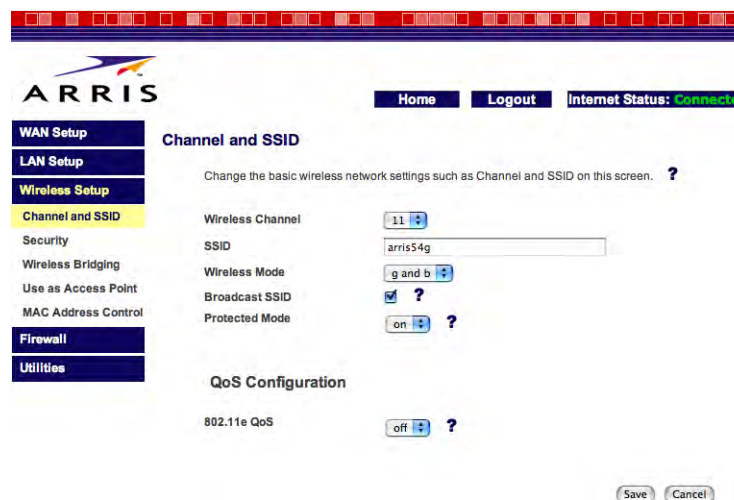 ARRIS
Home Logout Internet Status: Connecte
WAN Setup
LAN Setup
Wireless Setup
Channel and SSID
Security
Wireless Bridging
Use as Access Point
MAC Address Control
Firewall
Utilities
Channel and SSID
Change the basic wireless network settings such as Channel and SSID on this screen. ?
Wireless Channel 11
SSID arris54g
Wireless Mode g and b
Broadcast SSID ?
Protected Mode on ?
QoS Configuration
802.11e QoS off ?
Save Cancel